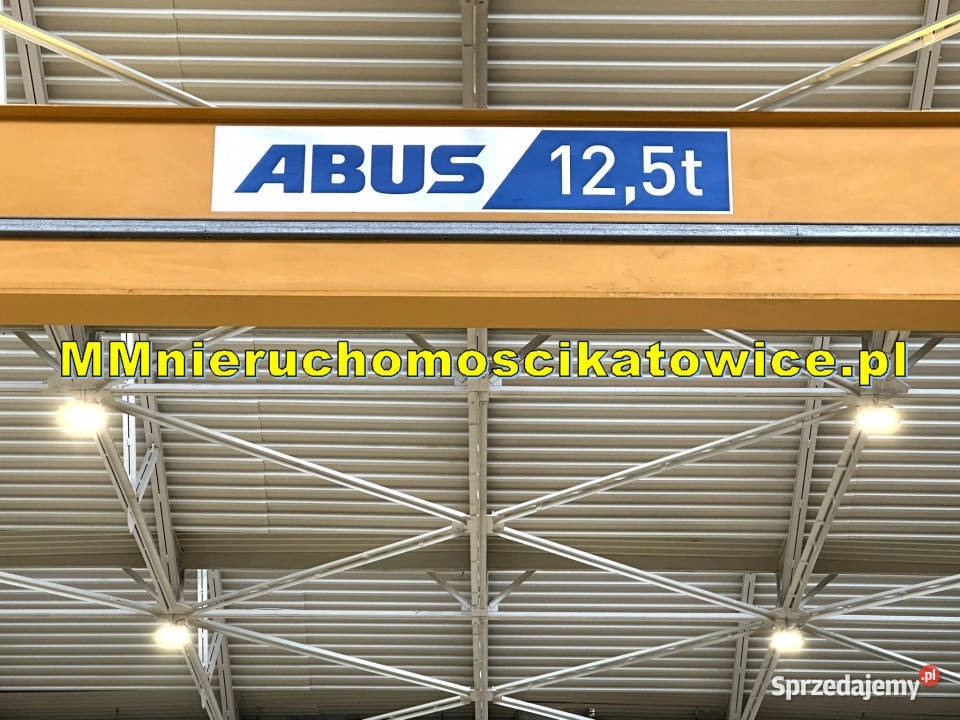 ABUS 12,5t
MMnieruchomoscikatowice.pl
Sprzedajemy.pl